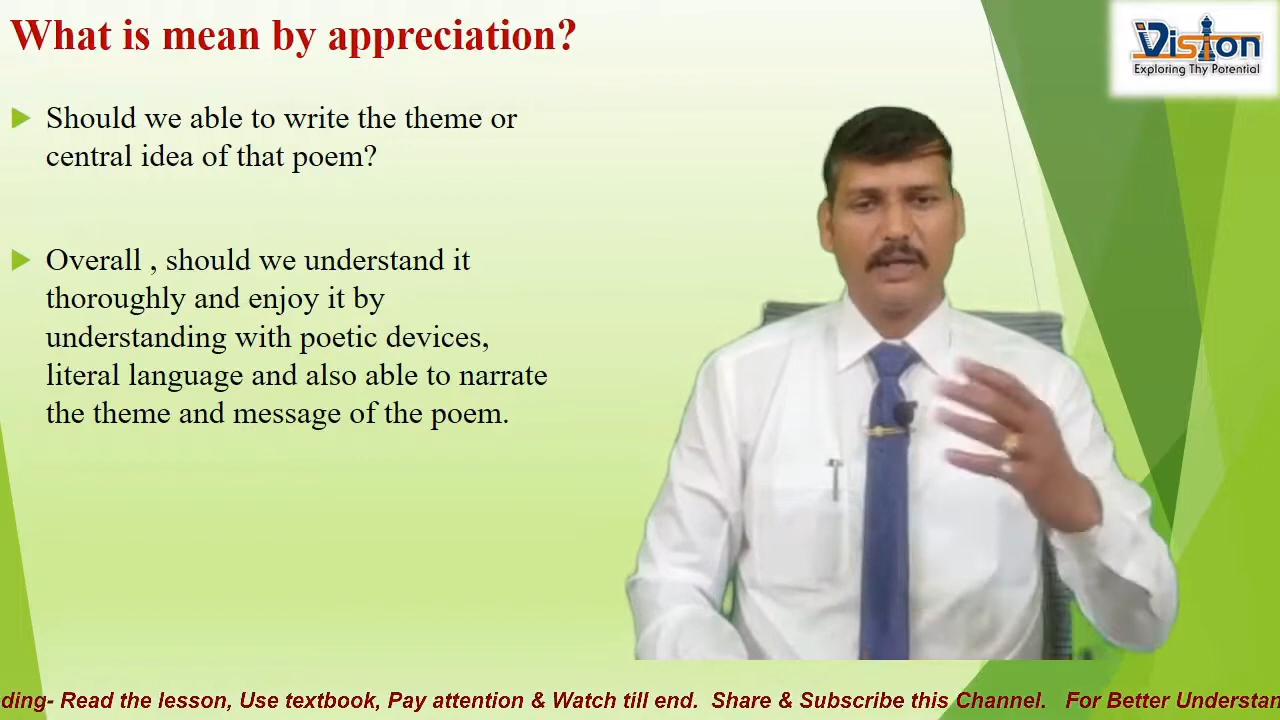 What is mean by appreciation?
Should we able to write the theme or
central idea of that poem?
Overall , should we understand it
thoroughly and enjoy it by
understanding with poetic devices,
literal language and also able to narrate
the theme and message of the poem.
Vision
Exploring Thy Potential
ding- Read the lesson, Use textbook, Pay attention & Watch till end. Share & Subscribe this Channel. For Better Understan